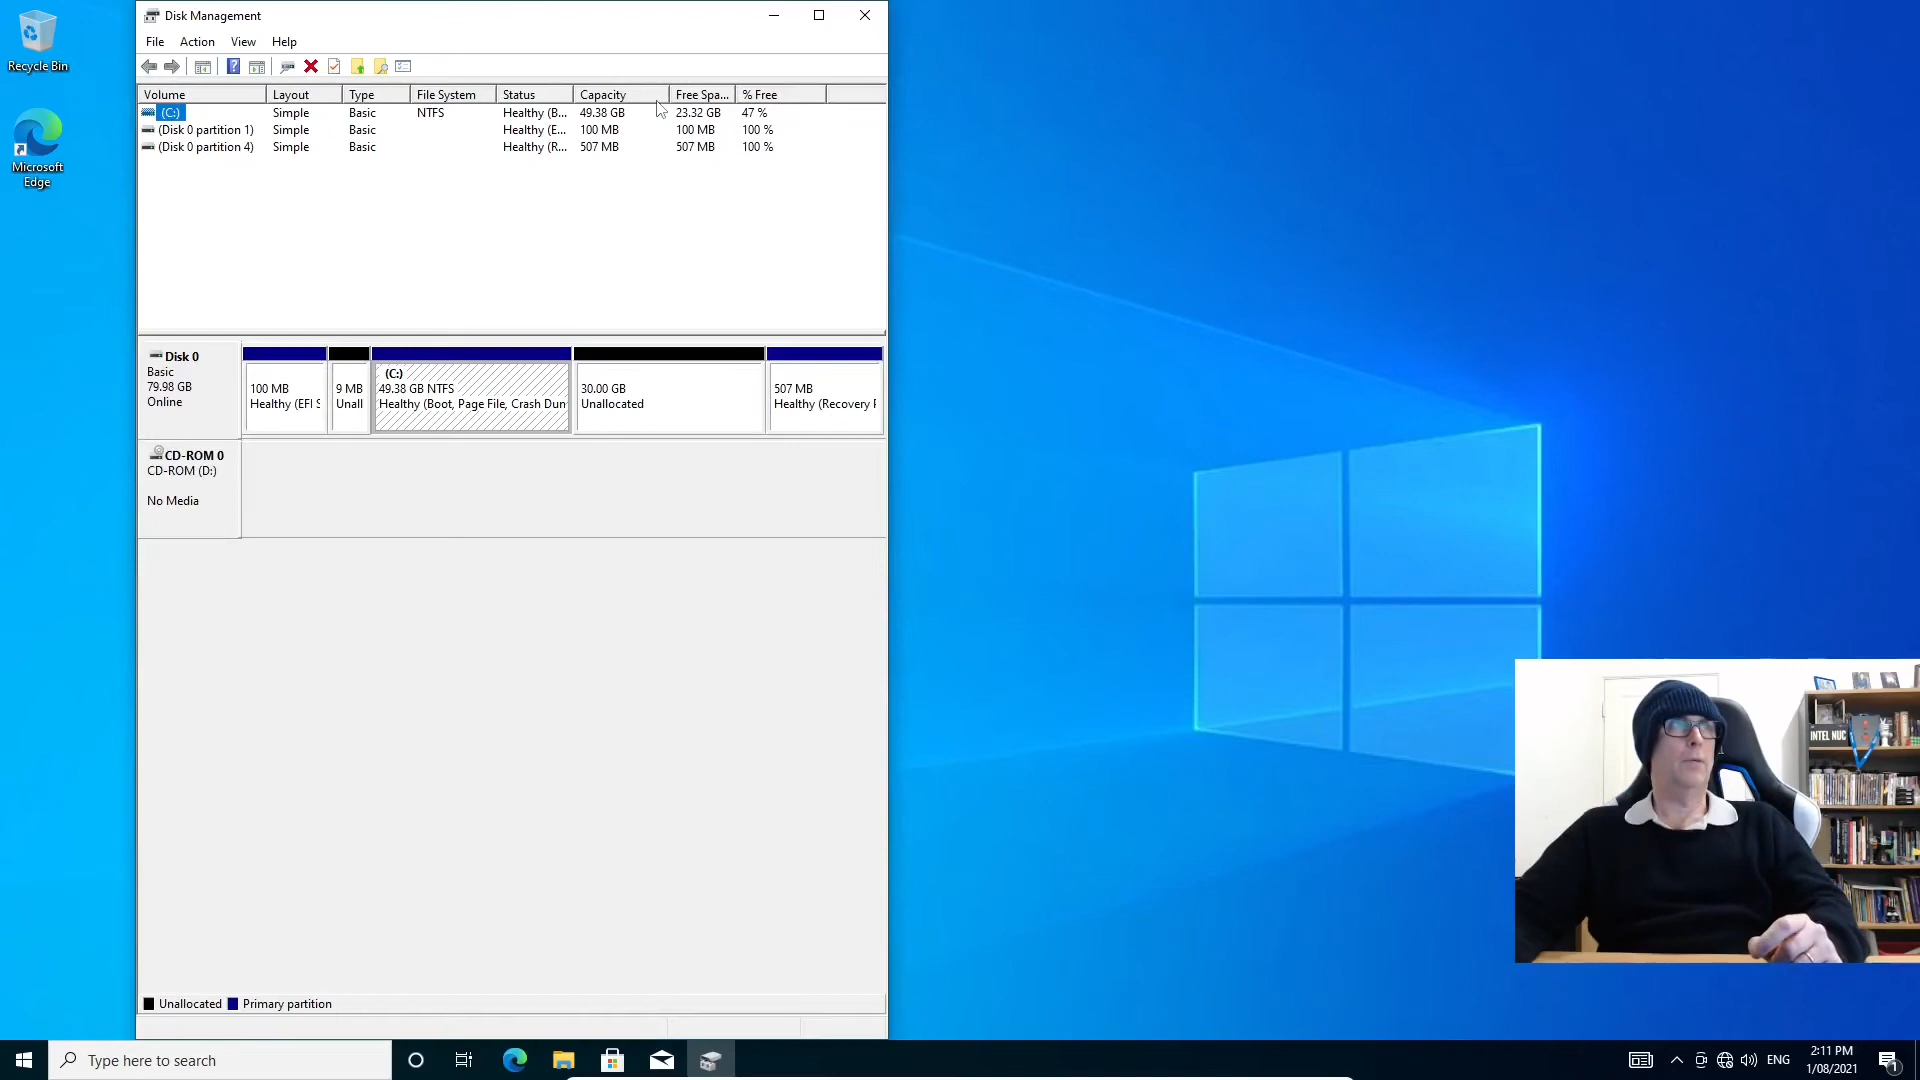 Recycle Bin
Microsoft
Edge
Disk Management
File Action View Help
Volume Layout Type File System Status Capacity Free Spa... % Free
(C:) Simple Basic NTFS Healthy (B... 49.38 GB 23.32 GB 47 %
(Disk 0 partition 1) Simple Basic Healthy (E... 100 MB 100 MB 100 %
(Disk 0 partition 4) Simple Basic Healthy (R... 507 MB 507 MB 100 %
Disk 0
Basic
79.98 GB
Online
100 MB
Healthy (EFI S
9 MB
Unall
(C:)
49.38 GB NTFS
Healthy (Boot, Page File, Crash Dun
30.00 GB
Unallocated
507 MB
Healthy (Recovery F
CD-ROM 0
CD-ROM (D:)
No Media
Unallocated Primary partition
INTEL NUC
Type here to search
ENG
2:11 PM
1/08/2021
1